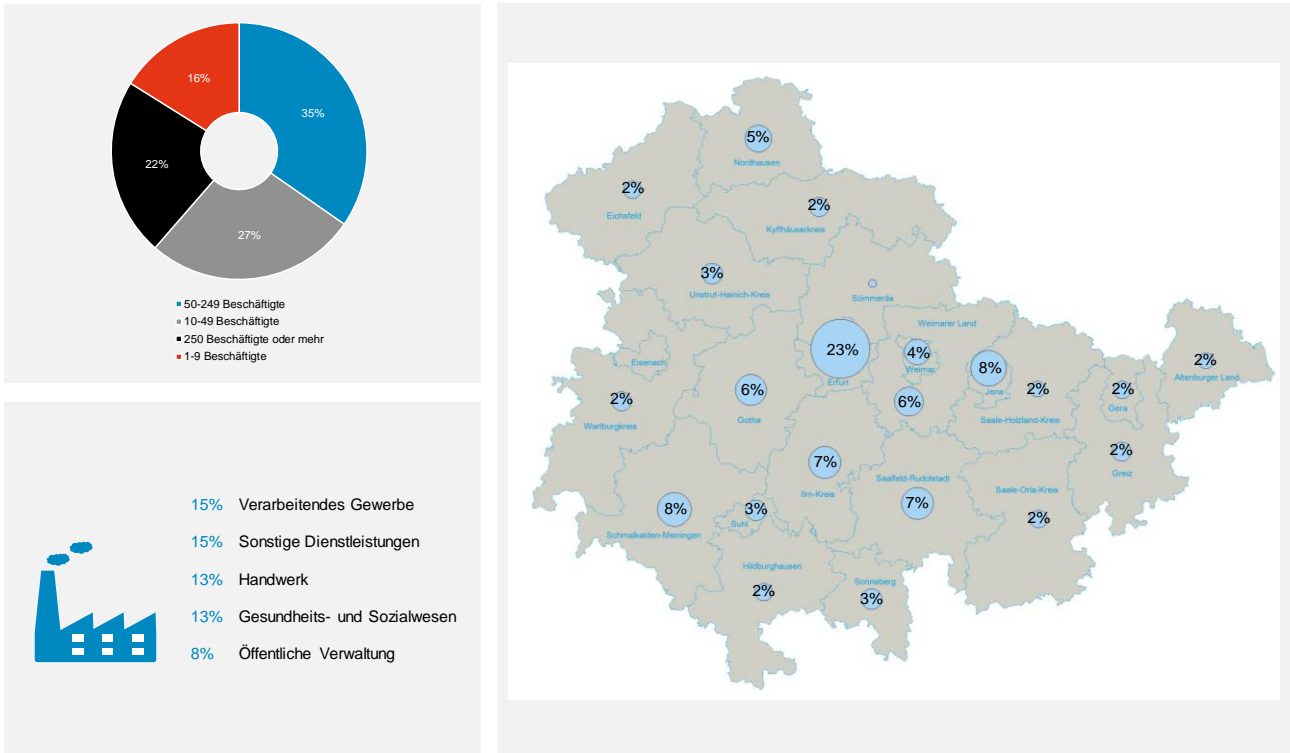 16%
35%
22%
27%
50-249 Beschäftigte
10-49 Beschäftigte
250 Beschäftigte oder mehr
1-9 Beschäftigte
15% Verarbeitendes Gewerbe
15% Sonstige Dienstleistungen
13% Handwerk
13% Gesundheits- und Sozialwesen
8% Öffentliche Verwaltung
5%
Nordhausen
2%
Eichsfeld
2%
Kyffhäuserkreis
3%
Unstrut-Hainich-Kreis
Sömmerda
Weimarer Land
23%
Erfurt
4%
Weimar
8%
Jena
2%
Altenburger Land
Eisenach
2%
Wartburgkreis
6%
Gotha
6%
2%
Saale-Holzland-Kreis
2%
Gera
2%
Greiz
7%
Ilm-Kreis
Saalfeld-Rudolstadt
7%
Saale-Orla-Kreis
2%
8%
Schmalkalden-Meiningen
3%
Suhl
Hildburghausen
2%
Sonneberg
3%